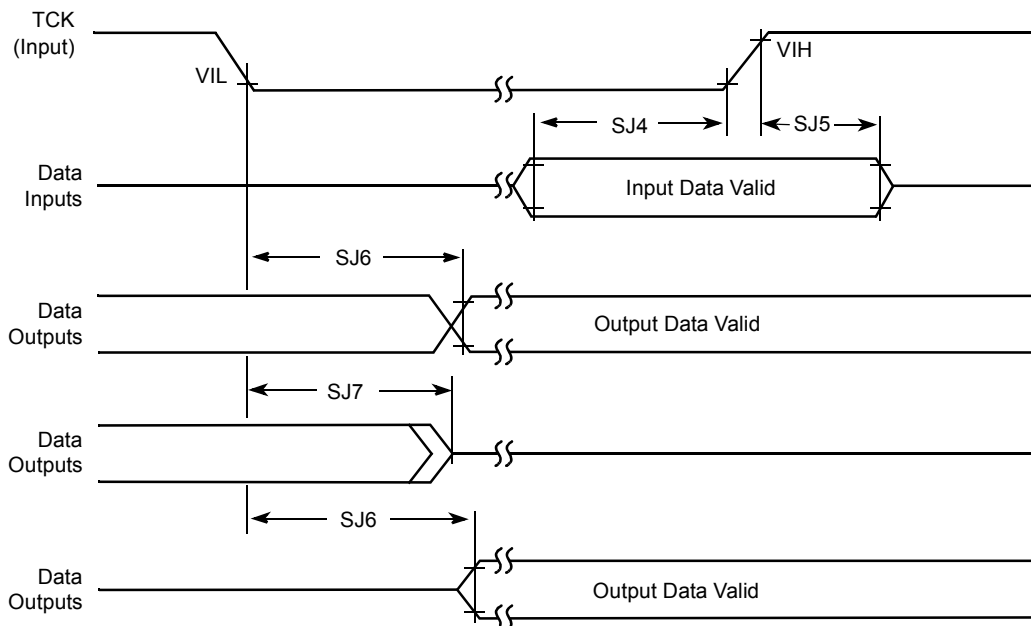 TCK
(Input)
VIL
VIH
SJ4
SJ5
Data
Inputs
Input Data Valid
SJ6
Data
Outputs
Output Data Valid
SJ7
Data
Outputs
SJ6
Data
Outputs
Output Data Valid